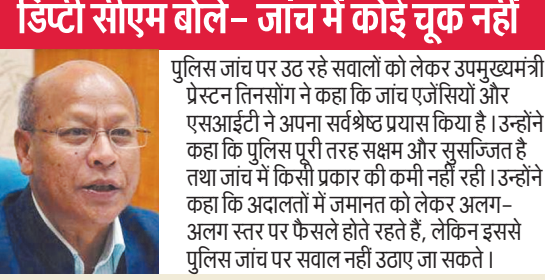 डिप्टी सीएम बोले- जांच में कोई चूक नहीं
पुलिस जांच पर उठ रहे सवालों को लेकर उपमुख्यमंत्री
प्रेस्टन तिनसोंग ने कहा कि जांच एजेंसियों और
एसआईटी ने अपना सर्वश्रेष्ठ प्रयास किया है । उन्होंने
कहा कि पुलिस पूरी तरह सक्षम और सुसज्जित है
तथा जांच में किसी प्रकार की कमी नहीं रही । उन्होंने
कहा कि अदालतों में जमानत को लेकर अलग-
अलग स्तर पर फैसले होते रहते हैं, लेकिन इससे
पुलिस जांच पर सवाल नहीं उठाए जा सकते ।